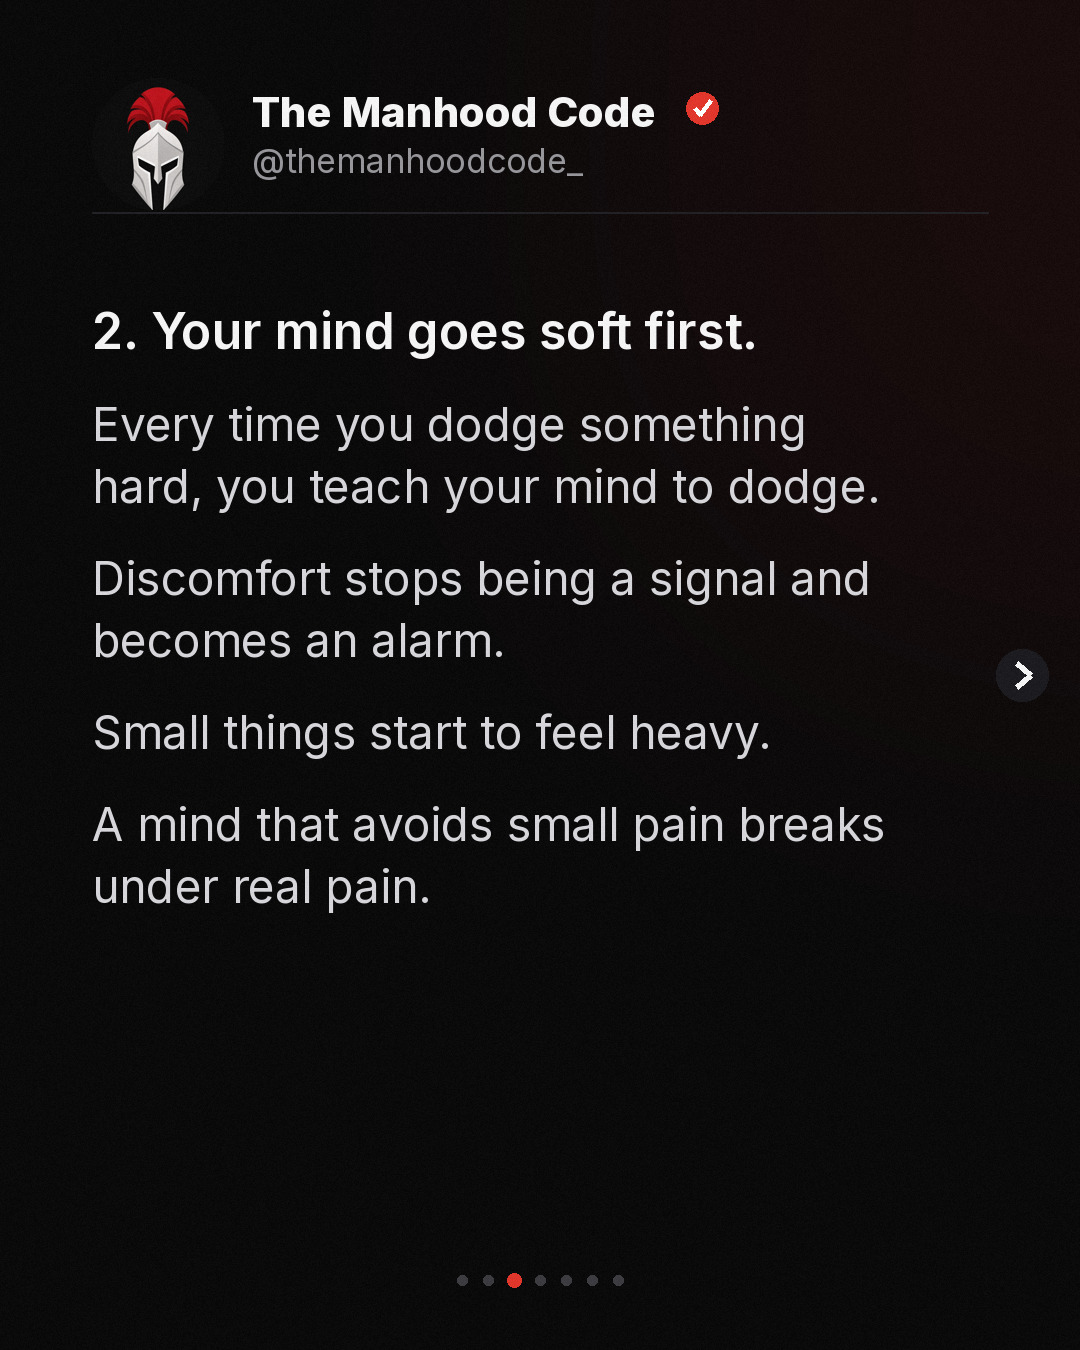 The Manhood Code
@themanhoodcode_
2. Your mind goes soft first.
Every time you dodge something
hard, you teach your mind to dodge.
Discomfort stops being a signal and
becomes an alarm.
Small things start to feel heavy.
A mind that avoids small pain breaks
under real pain.